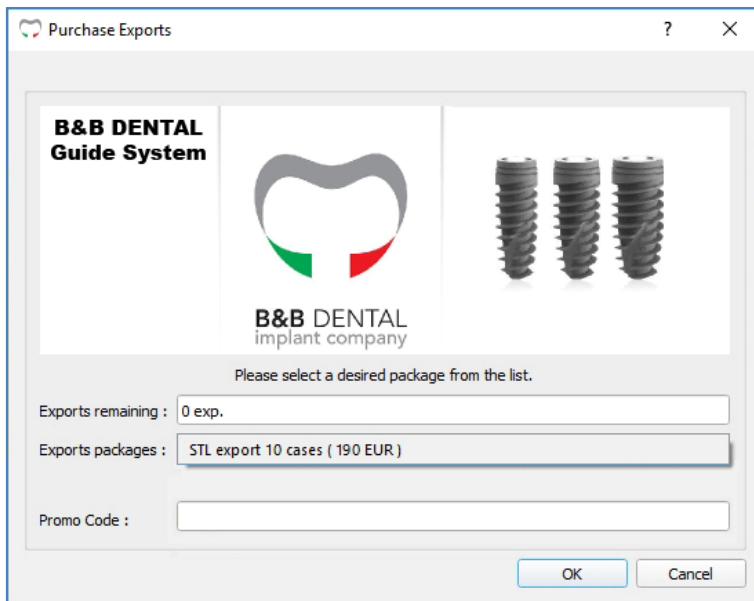 Purchase Exports
B&B DENTAL
Guide System
B&B DENTAL
implant company
Please select a desired package from the list.
Exports remaining : 0 exp.
Exports packages : STL export 10 cases ( 190 EUR )
Promo Code :
OK Cancel